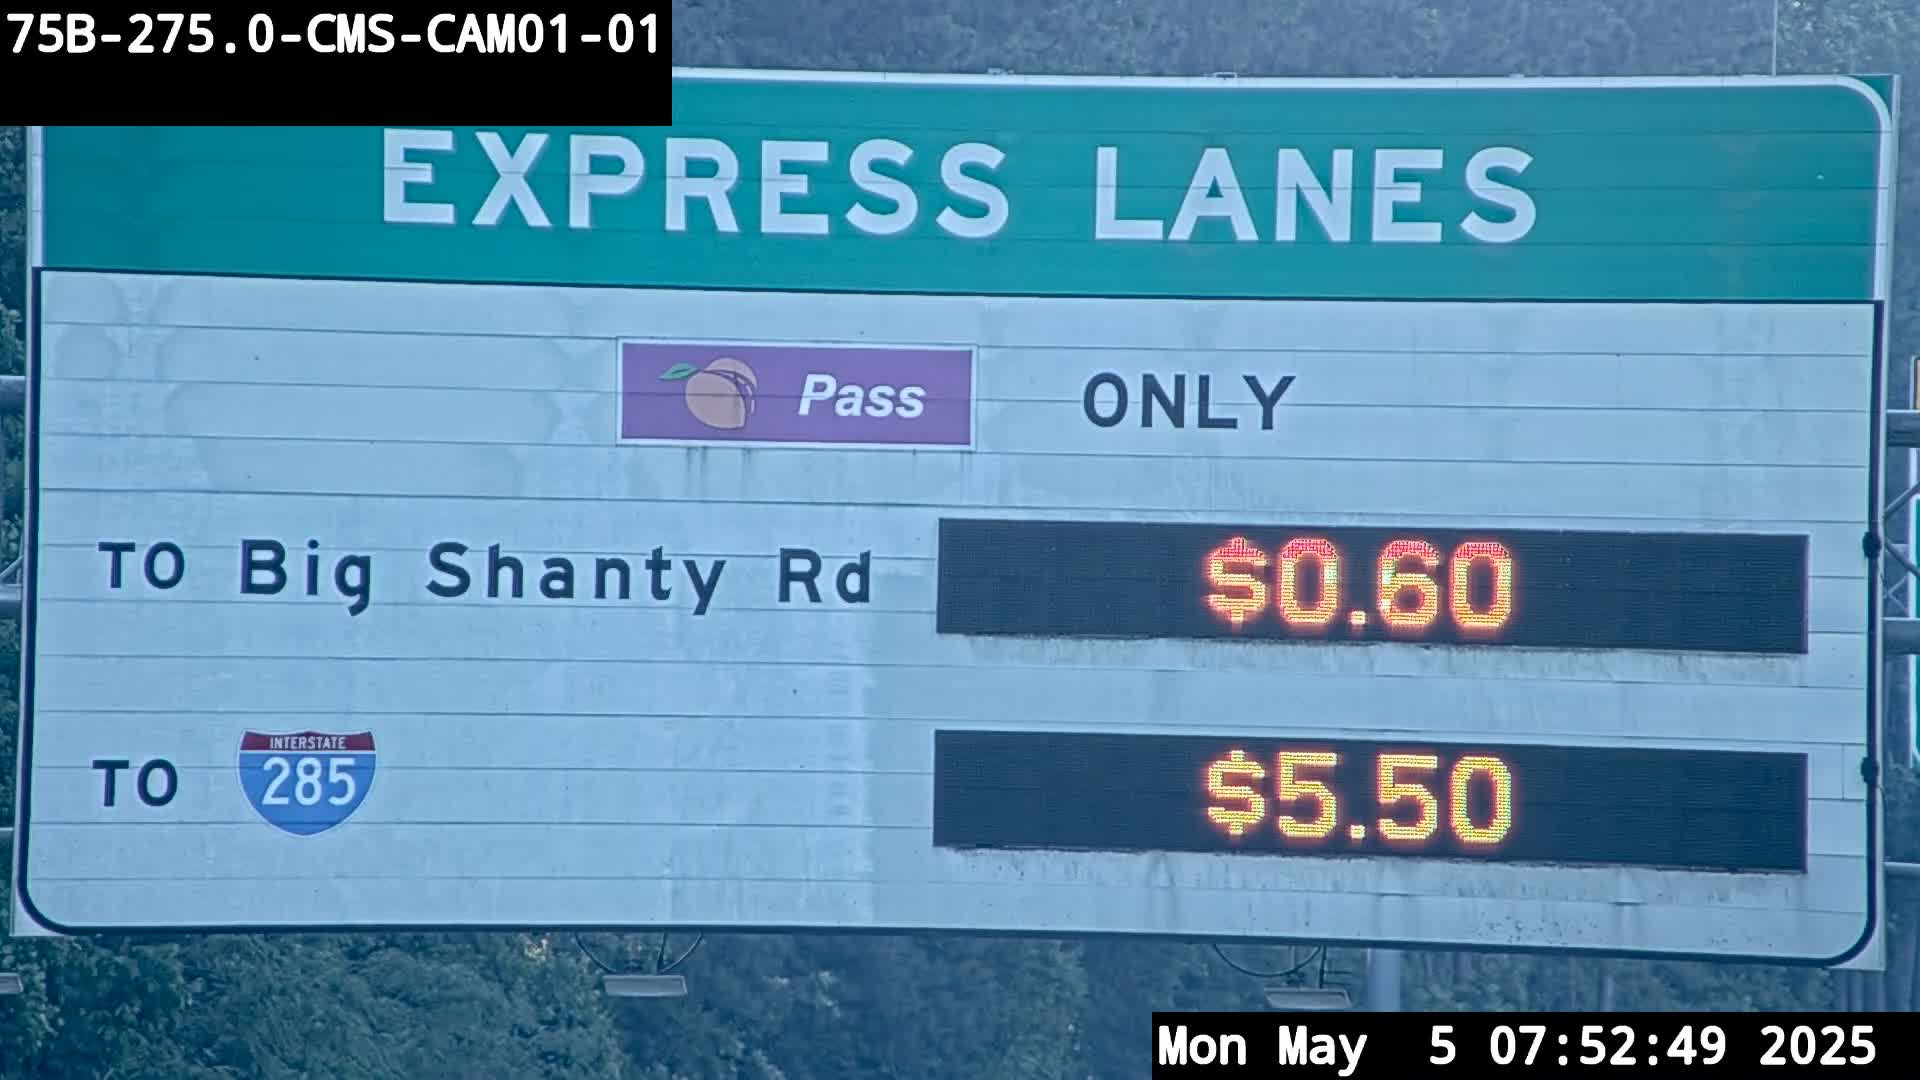 75B-275.0-CMS-CAM01-01
EXPRESS LANES
Pass ONLY
TO Big Shanty Rd $0.60
INTERSTATE
TO 285 $5.50
Mon May 5 07:52:49 2025